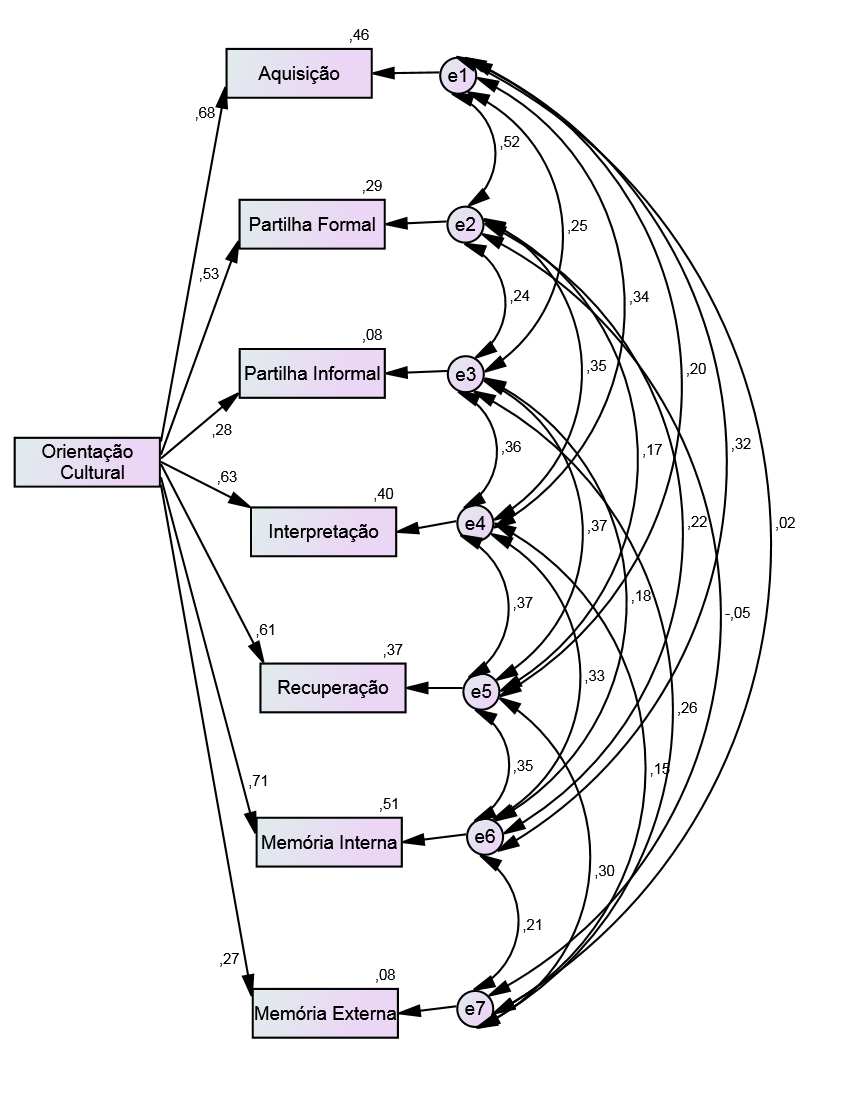 ,46
Aquisição
e1
,68
,52
,29
Partilha Formal
e2
,25
,53
,24
,34
,08
Partilha Informal
e3
,35
,20
,28
,36
,17
,32
Orientação
Cultural
,63
,40
Interpretação
e4
,37
,22
,02
,37
,18
-,05
,61
,37
Recuperação
e5
,33
,26
,35
,15
,71
,51
Memória Interna
e6
,30
,21
,27
,08
Memória Externa
e7